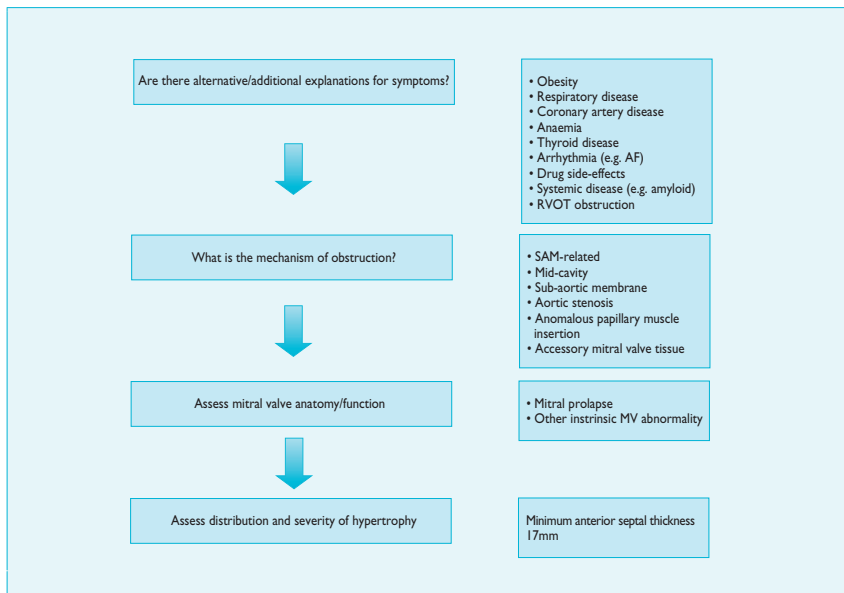 Are there alternative/additional explanations for symptoms?
• Obesity
• Respiratory disease
• Coronary artery disease
• Anaemia
• Thyroid disease
• Arrhythmia (e.g. AF)
• Drug side-effects
• Systemic disease (e.g. amyloid)
• RVOT obstruction
What is the mechanism of obstruction?
• SAM-related
• Mid-cavity
• Sub-aortic membrane
• Aortic stenosis
• Anomalous papillary muscle
insertion
• Accessory mitral valve tissue
Assess mitral valve anatomy/function
• Mitral prolapse
• Other instrinsic MV abnormality
Assess distribution and severity of hypertrophy
Minimum anterior septal thickness
17mm